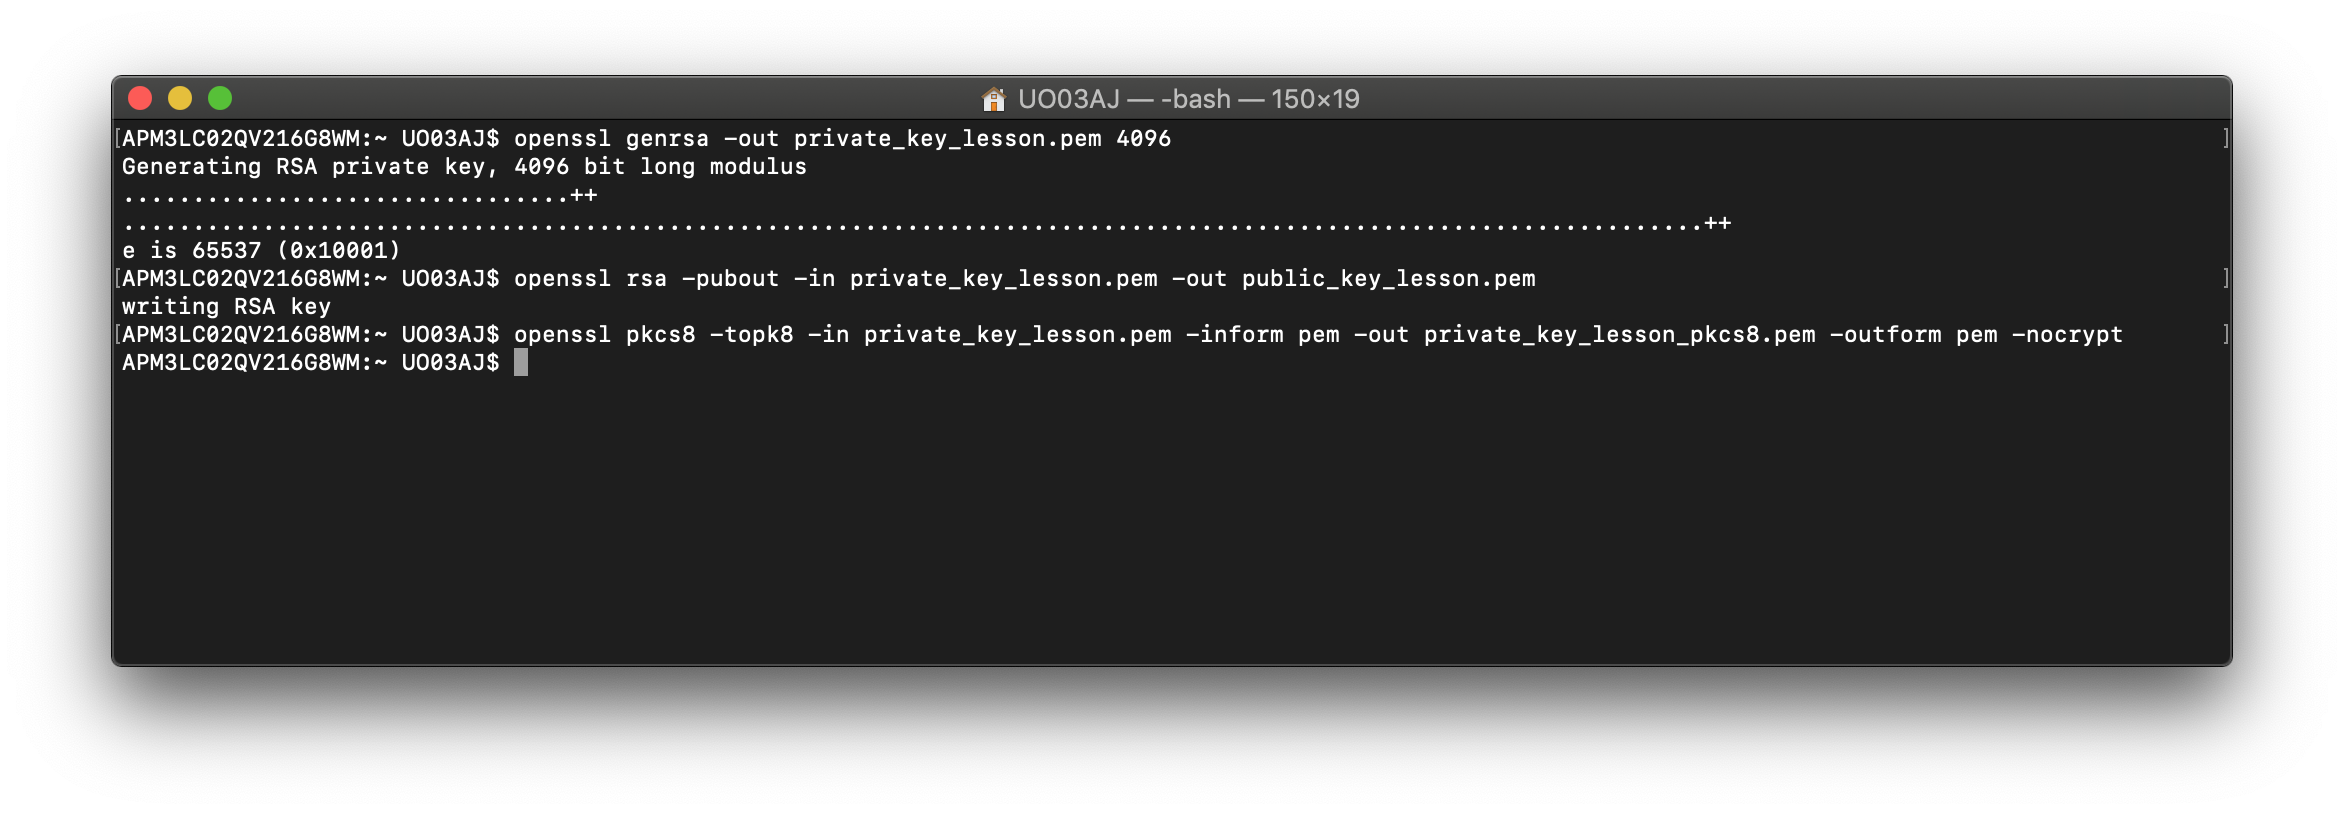 UO03AJ — -bash — 150×19
[APM3LC02QV216G8WM:~ UO03AJ$ openssl genrsa -out private_key_lesson.pem 4096 ]
Generating RSA private key, 4096 bit long modulus
................................++
.................................................................................................................++
e is 65537 (0x10001)
[APM3LC02QV216G8WM:~ UO03AJ$ openssl rsa -pubout -in private_key_lesson.pem -out public_key_lesson.pem ]
writing RSA key
[APM3LC02QV216G8WM:~ UO03AJ$ openssl pkcs8 -topk8 -in private_key_lesson.pem -inform pem -out private_key_lesson_pkcs8.pem -outform pem -nocrypt ]
APM3LC02QV216G8WM:~ UO03AJ$